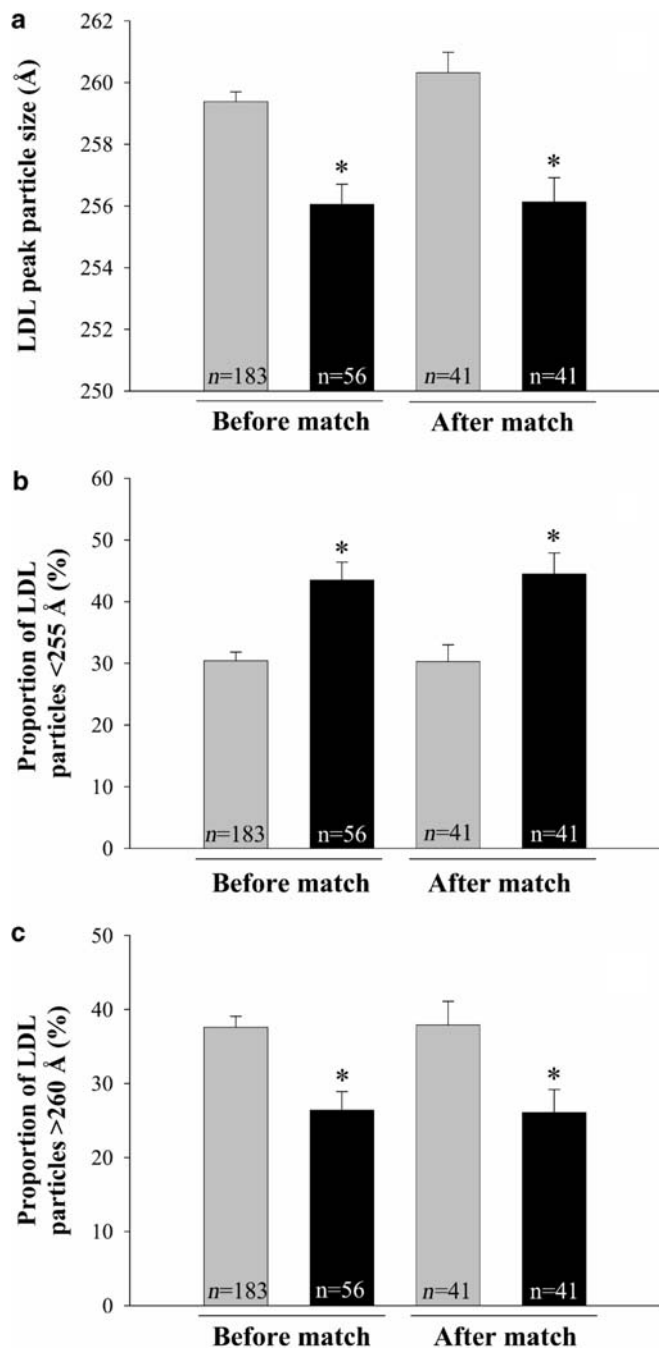 a
LDL peak particle size (Å)
262
260
258
256
254
252
250
* *
n=183 n=56 n=41 n=41
Before match After match
b
Proportion of LDL
particles <255 Å (%)
60
50
40
30
20
10
0
* *
n=183 n=56 n=41 n=41
Before match After match
c
Proportion of LDL
particles >260 Å (%)
50
40
30
20
10
0
* *
n=183 n=56 n=41 n=41
Before match After match